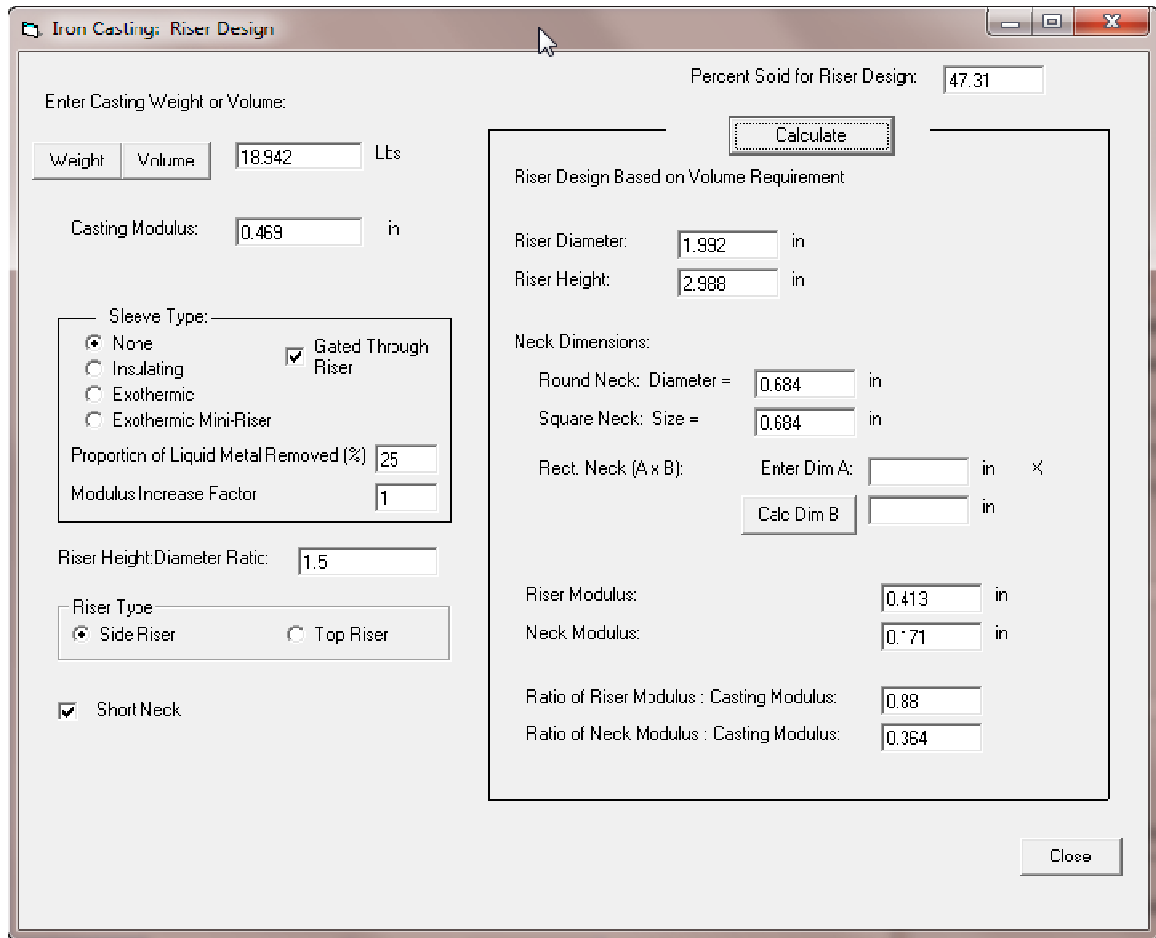 Iron Casting: Riser Design
Percent Soid for Riser Design: 47.31
Enter Casting Weight or Volume:
Calculate
Weight Volume 18.942 Lbs
Riser Design Based on Volume Requirement
Casting Modulus: 0.469 in
Riser Diameter: 1.992 in
Riser Height: 2.988 in
Sleeve Type:
None
Gated Through
Riser
Insulating
Exothermic
Exothermic Mini-Riser
Proportion of Liquid Metal Removed (%) 25
Modulus Increase Factor 1
Neck Dimensions:
Round Neck: Diameter = 0.684 in
Square Neck: Size = 0.684 in
Rect. Neck (A x B): Enter Dim A: in x
Calc Dim B in
Riser Height:Diameter Ratio: 1.5
Riser Type
Side Riser Top Riser
Short Neck
Riser Modulus: 0.413 in
Neck Modulus: 0.171 in
Ratio of Riser Modulus : Casting Modulus: 0.88
Ratio of Neck Modulus : Casting Modulus: 0.364
Close